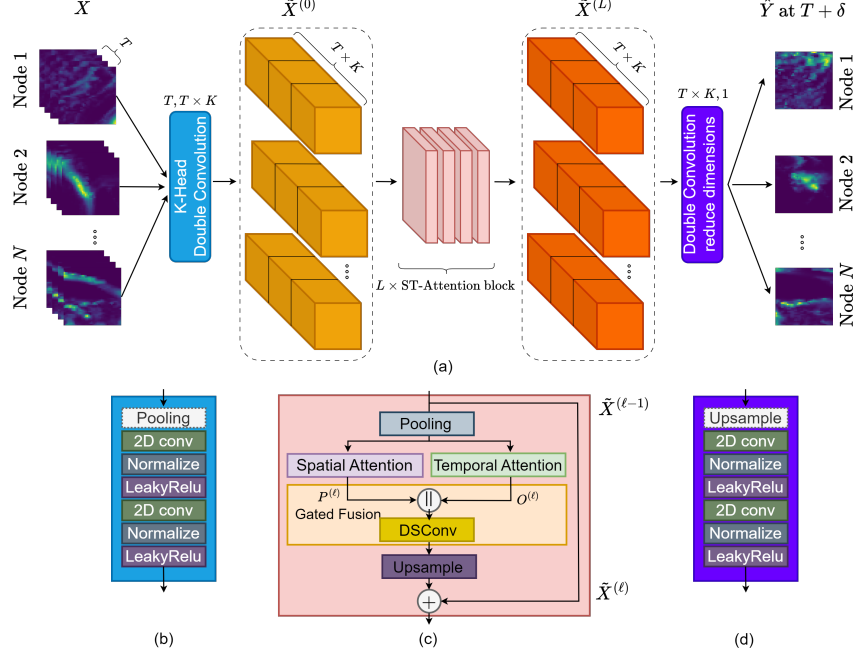 X
X̃⁽⁰⁾
X̃⁽ᴸ⁾
Ŷ at T + δ
Node 1
T
T, T × K
K-Head
Double Convolution
T × K
T × K
T × K, 1
Double Convolution
reduce dimensions
Node 1
Node 2
Node 2
Node N
Node N
L × ST-Attention block
(a)
Pooling
2D conv
Normalize
LeakyRelu
2D conv
Normalize
LeakyRelu
(b)
X̃⁽ℓ⁻¹⁾
Pooling
Spatial Attention
Temporal Attention
P⁽ℓ⁾
||
O⁽ℓ⁾
Gated Fusion
DSConv
Upsample
+
X̃⁽ℓ⁾
(c)
Upsample
2D conv
Normalize
LeakyRelu
2D conv
Normalize
LeakyRelu
(d)